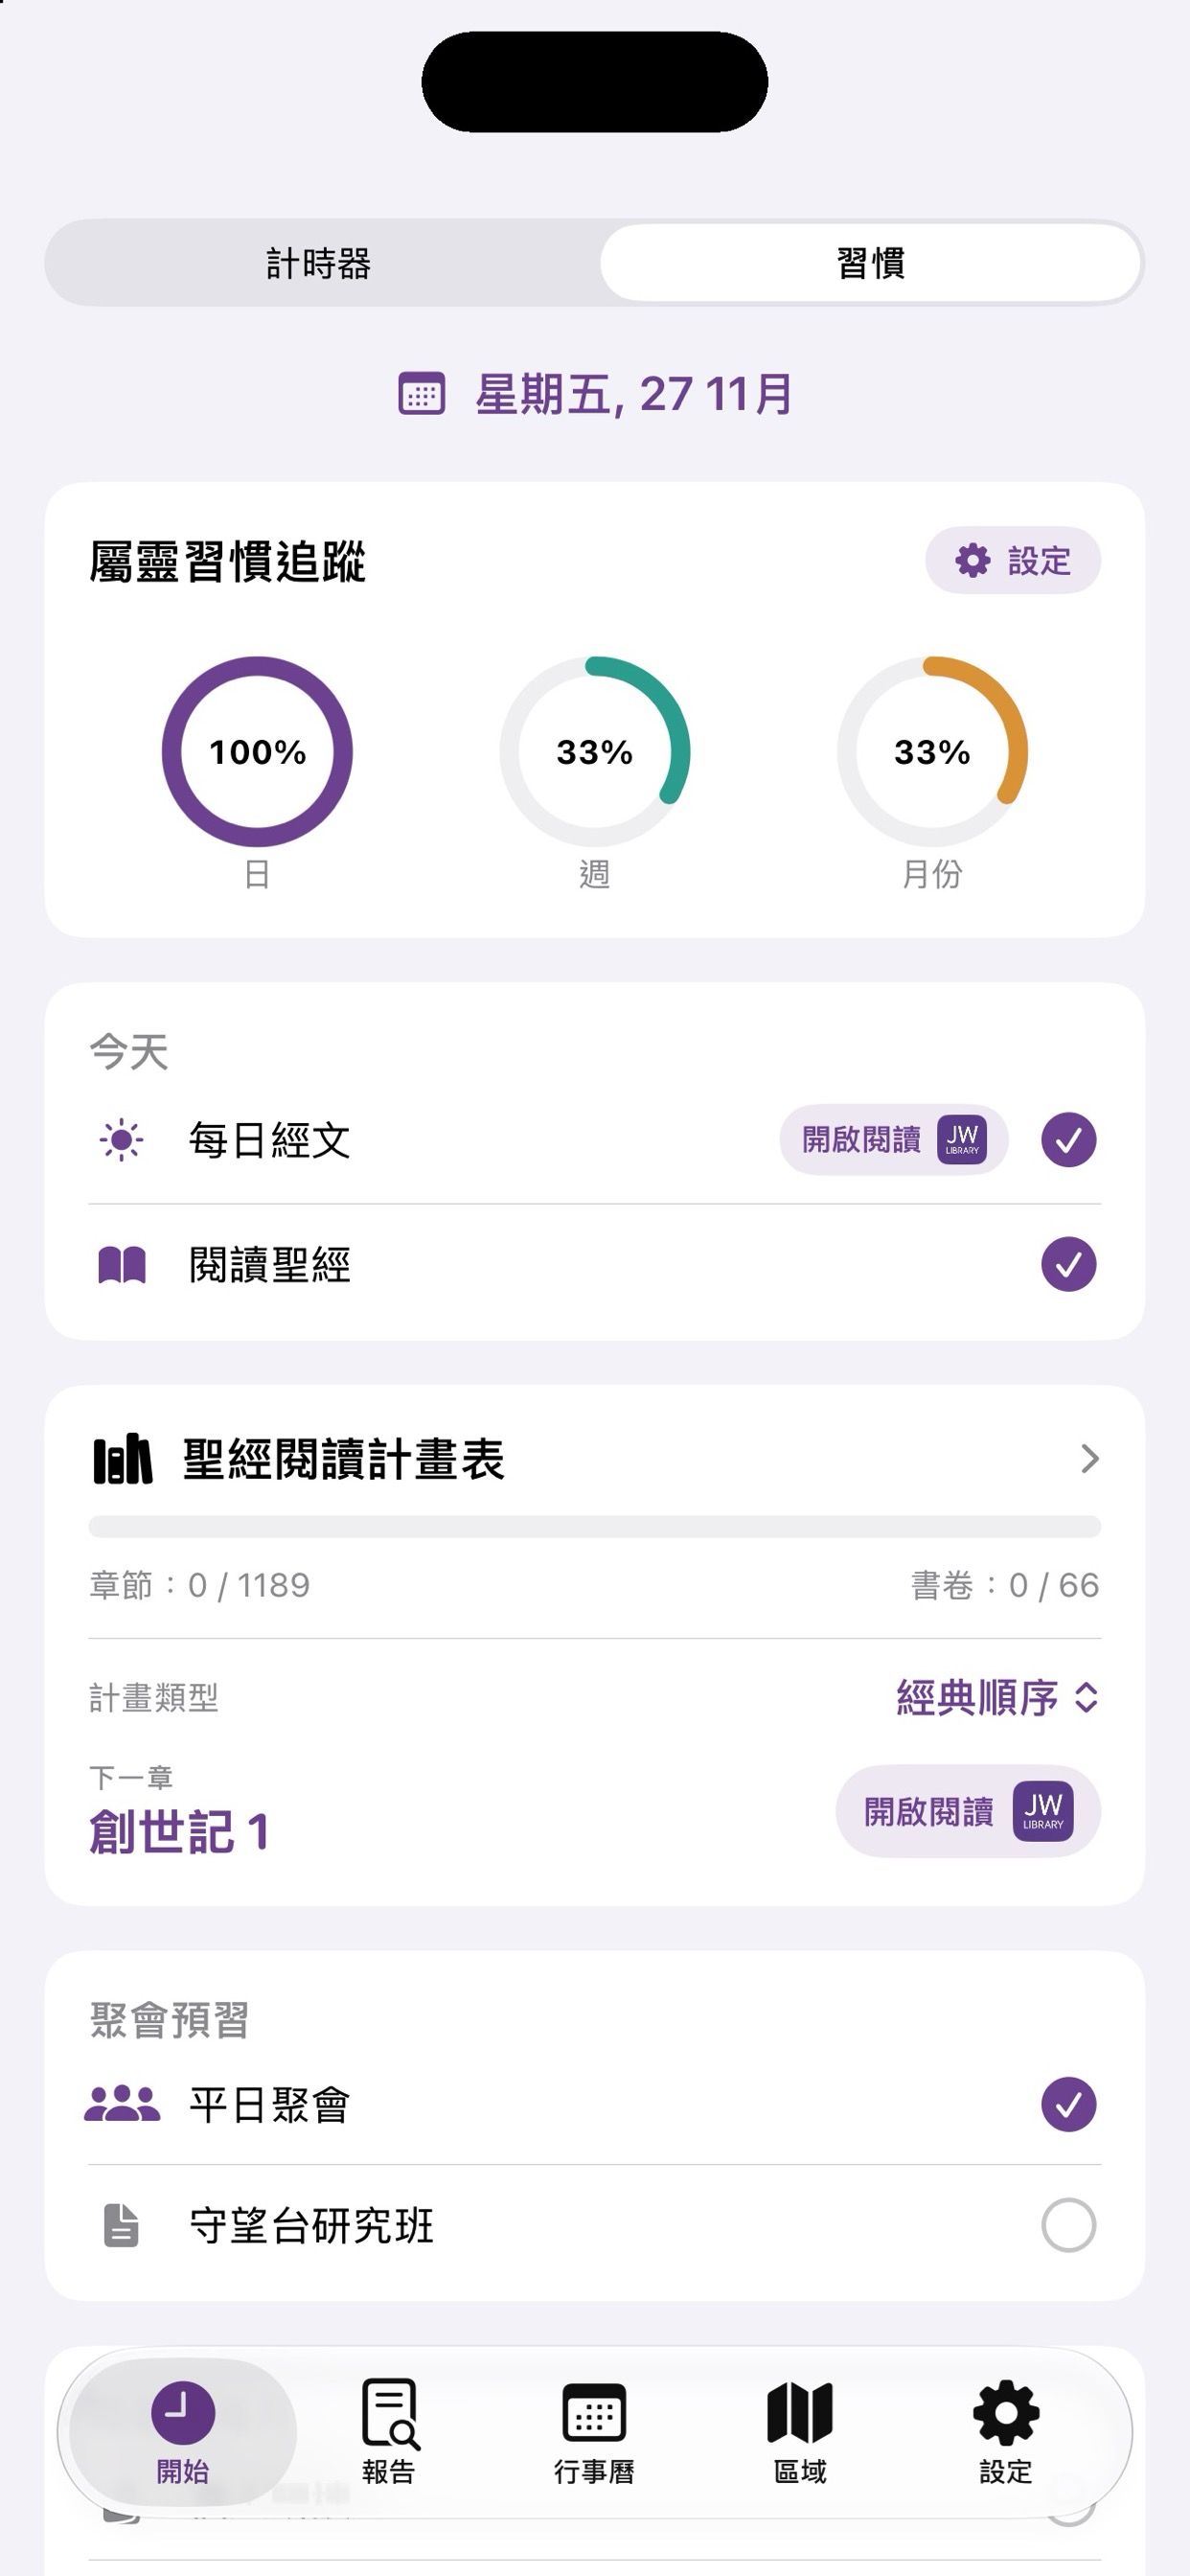 計時器
習慣
星期五, 27 11月
屬靈習慣追蹤
設定
100%
33%
33%
日
週
月份
今天
每日經文
開啟閱讀
JW
LIBRARY
閱讀聖經
聖經閱讀計畫表
章節：0 / 1189
書卷：0 / 66
計畫類型
經典順序
下一章
創世記 1
開啟閱讀
JW
LIBRARY
聚會預習
平日聚會
守望台研究班
開始
報告
行事曆
區域
設定